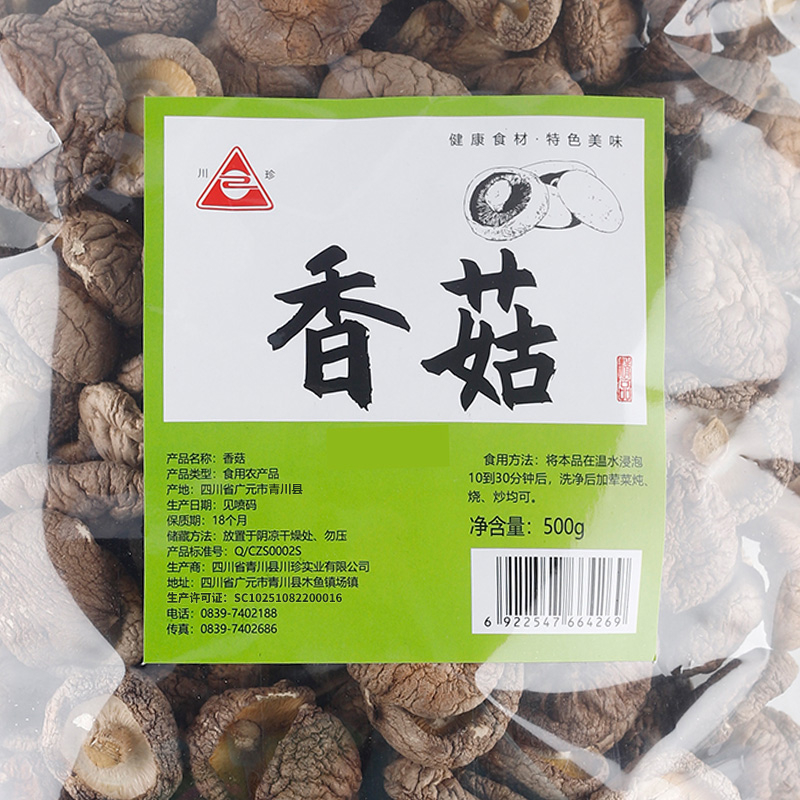 健康食材·特色美味
川 珍
香菇
产品名称：香菇
产品类型：食用农产品
产地：四川省广元市青川县
生产日期：见喷码
保质期：18个月
储藏方法：放置于阴凉干燥处、勿压
产品标准号：Q/CZS0002S
生产商：四川省青川县川珍实业有限公司
地址：四川省广元市青川县木鱼镇场镇
生产许可证：SC10251082200016
电话：0839-7402188
传真：0839-7402686
食用方法：将本品在温水浸泡
10到30分钟后，洗净后加荤菜炖、
烧、炒均可。
净含量：500g
6 922547 664269